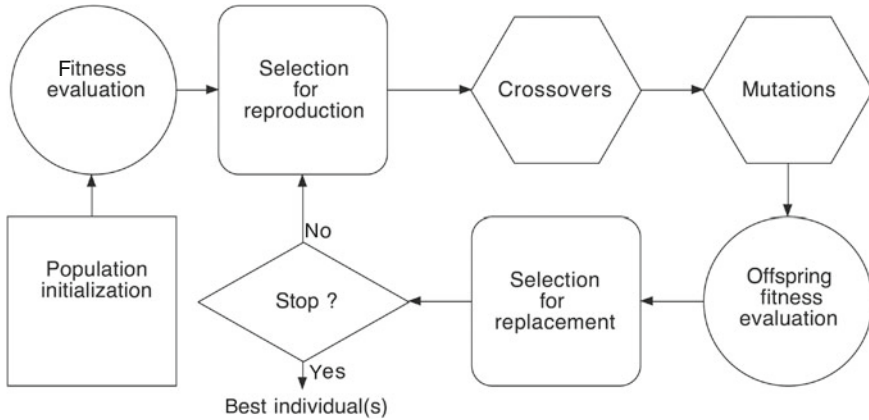 Fitness
evaluation
Selection
for
reproduction
Crossovers
Mutations
Population
initialization
No
Stop ?
Yes
Best individual(s)
Selection
for
replacement
Offspring
fitness
evaluation